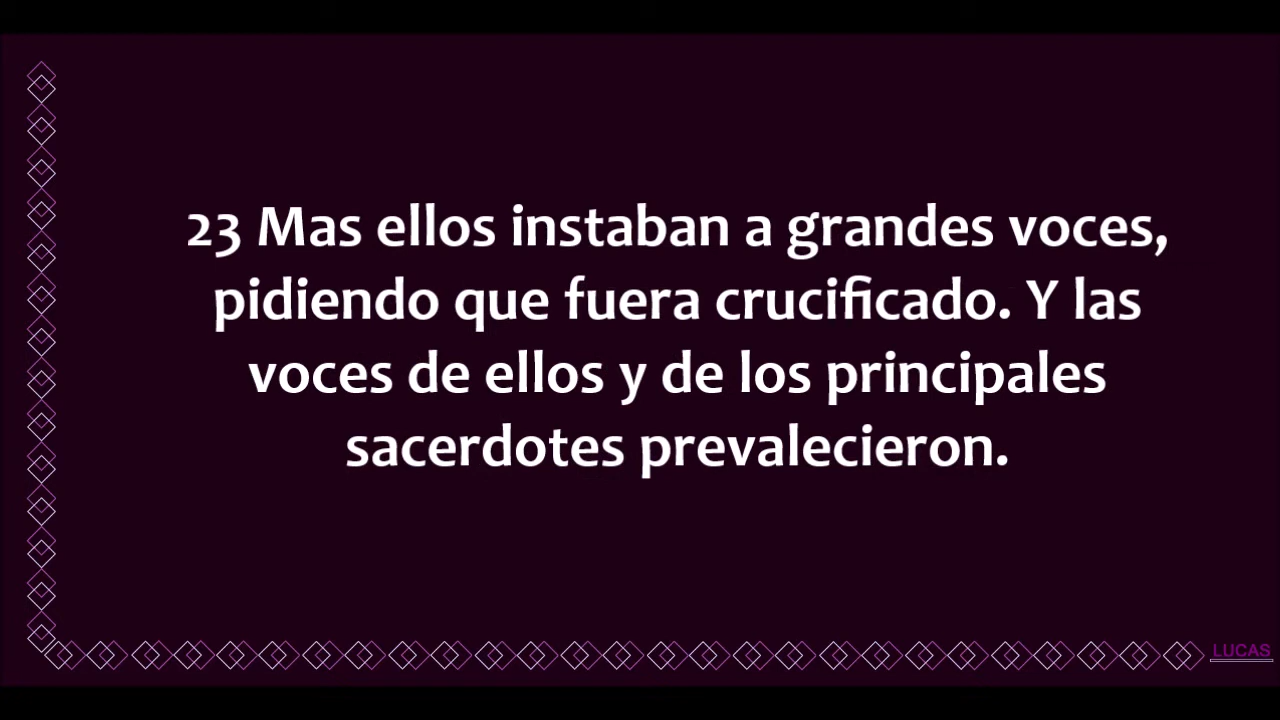 23 Mas ellos instaban a grandes voces,
pidiendo que fuera crucificado. Y las
voces de ellos y de los principales
sacerdotes prevalecieron.
LUCAS